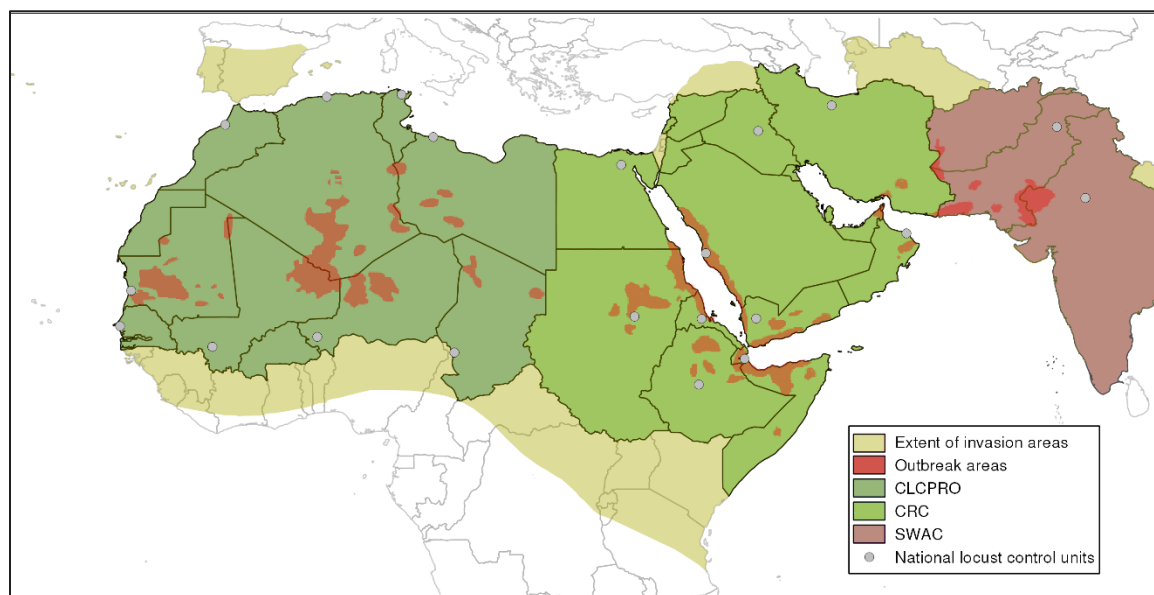 Extent of invasion areas
Outbreak areas
CLCPRO
CRC
SWAC
National locust control units